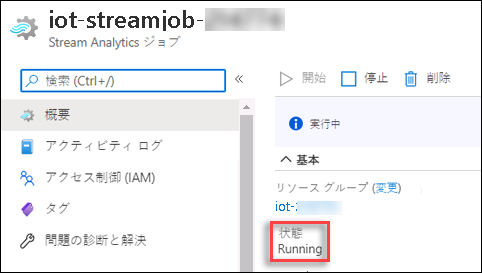 iot-streamjob-
Stream Analytics ジョブ
検索 (Ctrl+/)
«
開始
停止
削除
概要
アクティビティ ログ
アクセス制御 (IAM)
タグ
問題の診断と解決
実行中
基本
リソース グループ (変更)
iot-
状態
Running